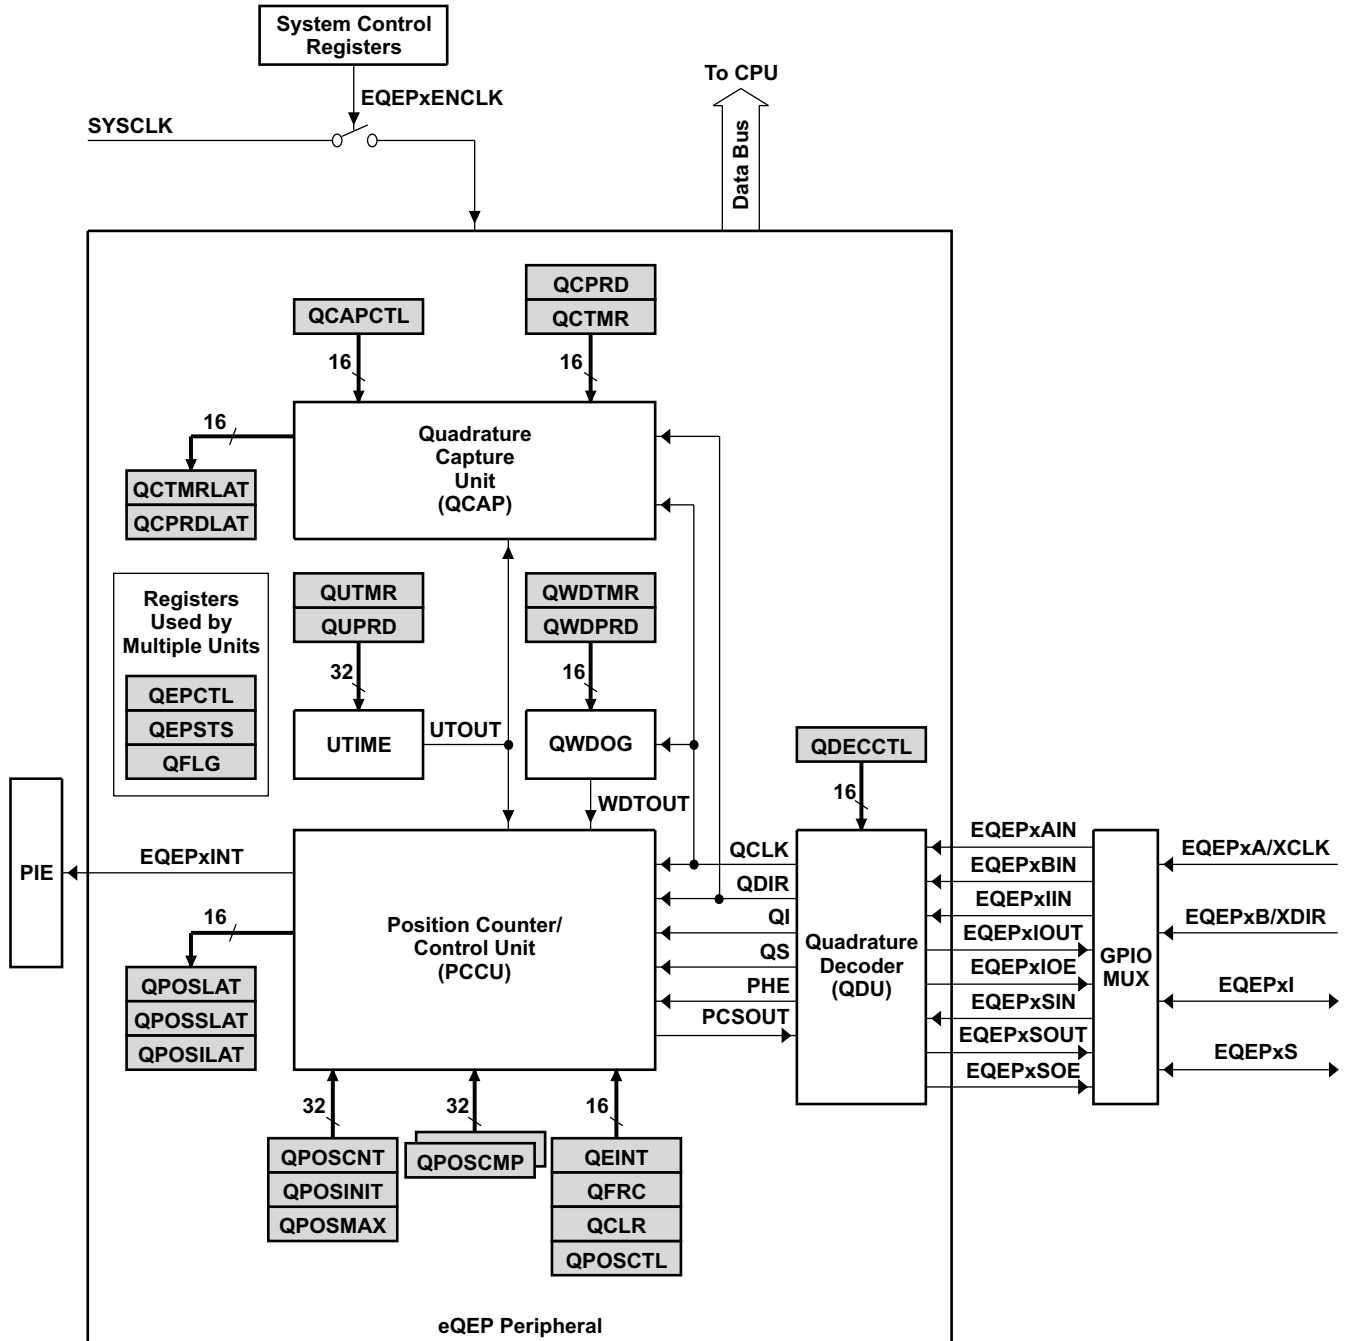 System Control
Registers
To CPU
EQEPxENCLK
SYSCLK
Data Bus
QCPRD
QCTMR
QCAPCTL
16
16
16
Quadrature
Capture
Unit
(QCAP)
QCTMRLAT
QCPRDLAT
Registers
Used by
Multiple Units
QEPCTL
QEPSTS
QFLG
QUTMR
QUPRD
32
UTIME
UTOUT
QWDTMR
QWDPRD
16
QWDOG
WDTOUT
QDECCTL
16
PIE
EQEPxINT
16
QPOSLAT
QPOSSLAT
QPOSILAT
Position Counter/
Control Unit
(PCCU)
QCLK
QDIR
QI
QS
PHE
PCSOUT
Quadrature
Decoder
(QDU)
EQEPxAIN
EQEPxBIN
EQEPxIIN
EQEPxIOUT
EQEPxIOE
EQEPxSIN
EQEPxSOUT
EQEPxSOE
GPIO
MUX
EQEPxA/XCLK
EQEPxB/XDIR
EQEPxI
EQEPxS
32
32
16
QPOSCNT
QPOSINIT
QPOSMAX
QPOSCMP
QEINT
QFRC
QCLR
QPOSCTL
eQEP Peripheral